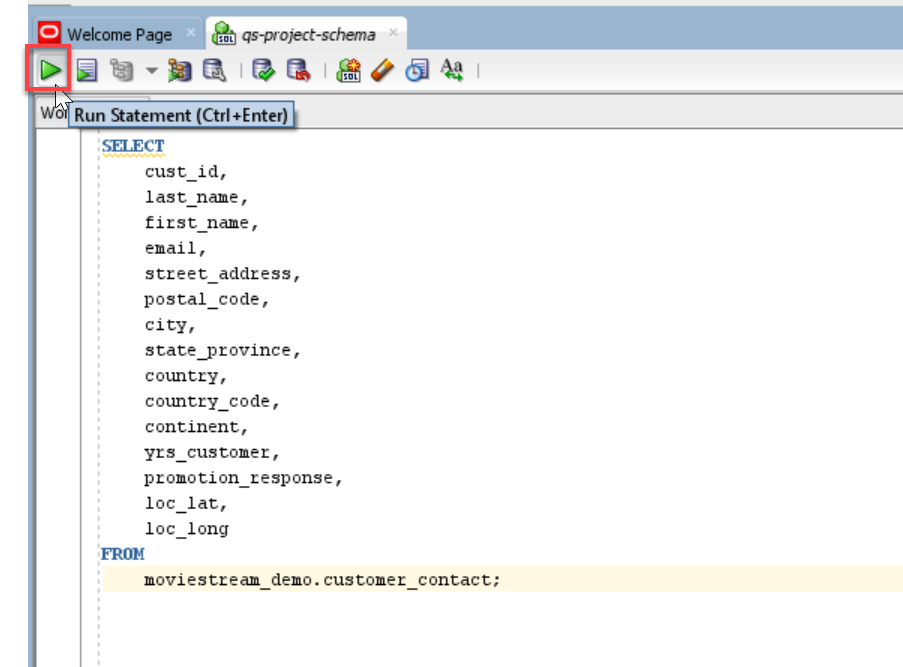 Welcome Page
qs-project-schema
Run Statement (Ctrl+Enter)
SELECT
cust_id,
last_name,
first_name,
email,
street_address,
postal_code,
city,
state_province,
country,
country_code,
continent,
yrs_customer,
promotion_response,
loc_lat,
loc_long
FROM
moviestream_demo.customer_contact;